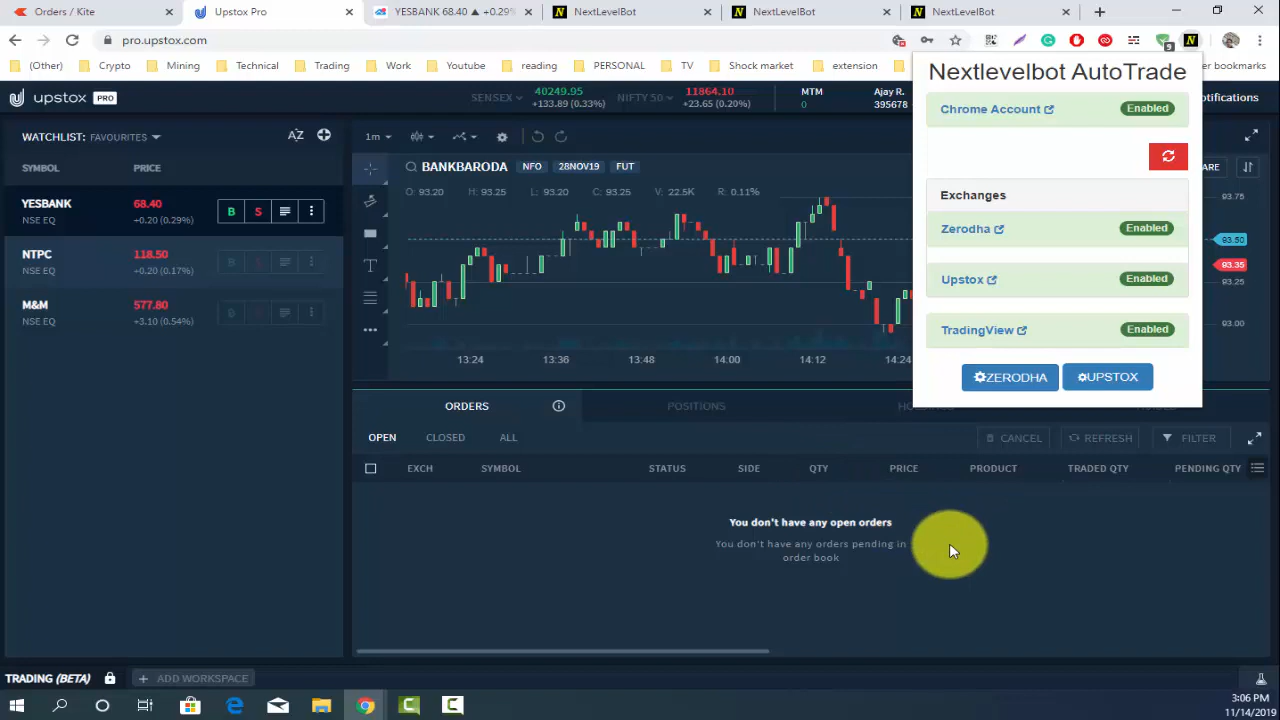 Orders / Kite
Upstox Pro
YESBANK 68.40 ▲ +0.29%
NextLevelBot
NextLevelBot
NextLevelBot
pro.upstox.com
9
(Other)
Crypto
Mining
Technical
Trading
Work
Youtube
reading
PERSONAL
TV
Shock market
extension
bookmarks
upstox PRO
SENSEX
40249.95
+133.89 (0.33%)
NIFTY 50
11864.10
+23.65 (0.20%)
MTM
0
Ajay R.
395678
otifications
WATCHLIST: FAVOURITES
SYMBOL PRICE
YESBANK 68.40
NSE EQ +0.20 (0.29%)
B S
NTPC 118.50
NSE EQ +0.20 (0.17%)
B S
M&M 577.80
NSE EQ +3.10 (0.54%)
B S
1m
BANKBARODA NFO 28NOV19 FUT
ARE
O: 93.20 H: 93.25 L: 93.20 C: 93.25 V: 22.5K R: 0.11%
93.75
93.50
93.35
93.25
93.00
13:24 13:36 13:48 14:00 14:12 14:24
Nextlevelbot AutoTrade
Chrome Account Enabled
Exchanges
Zerodha Enabled
Upstox Enabled
TradingView Enabled
ZERODHA UPSTOX
ORDERS POSITIONS
OPEN CLOSED ALL
CANCEL REFRESH FILTER
EXCH SYMBOL STATUS SIDE QTY PRICE PRODUCT TRADED QTY PENDING QTY
You don't have any open orders
You don't have any orders pending in
order book
TRADING (BETA)
+ ADD WORKSPACE
3:06 PM
11/14/2019